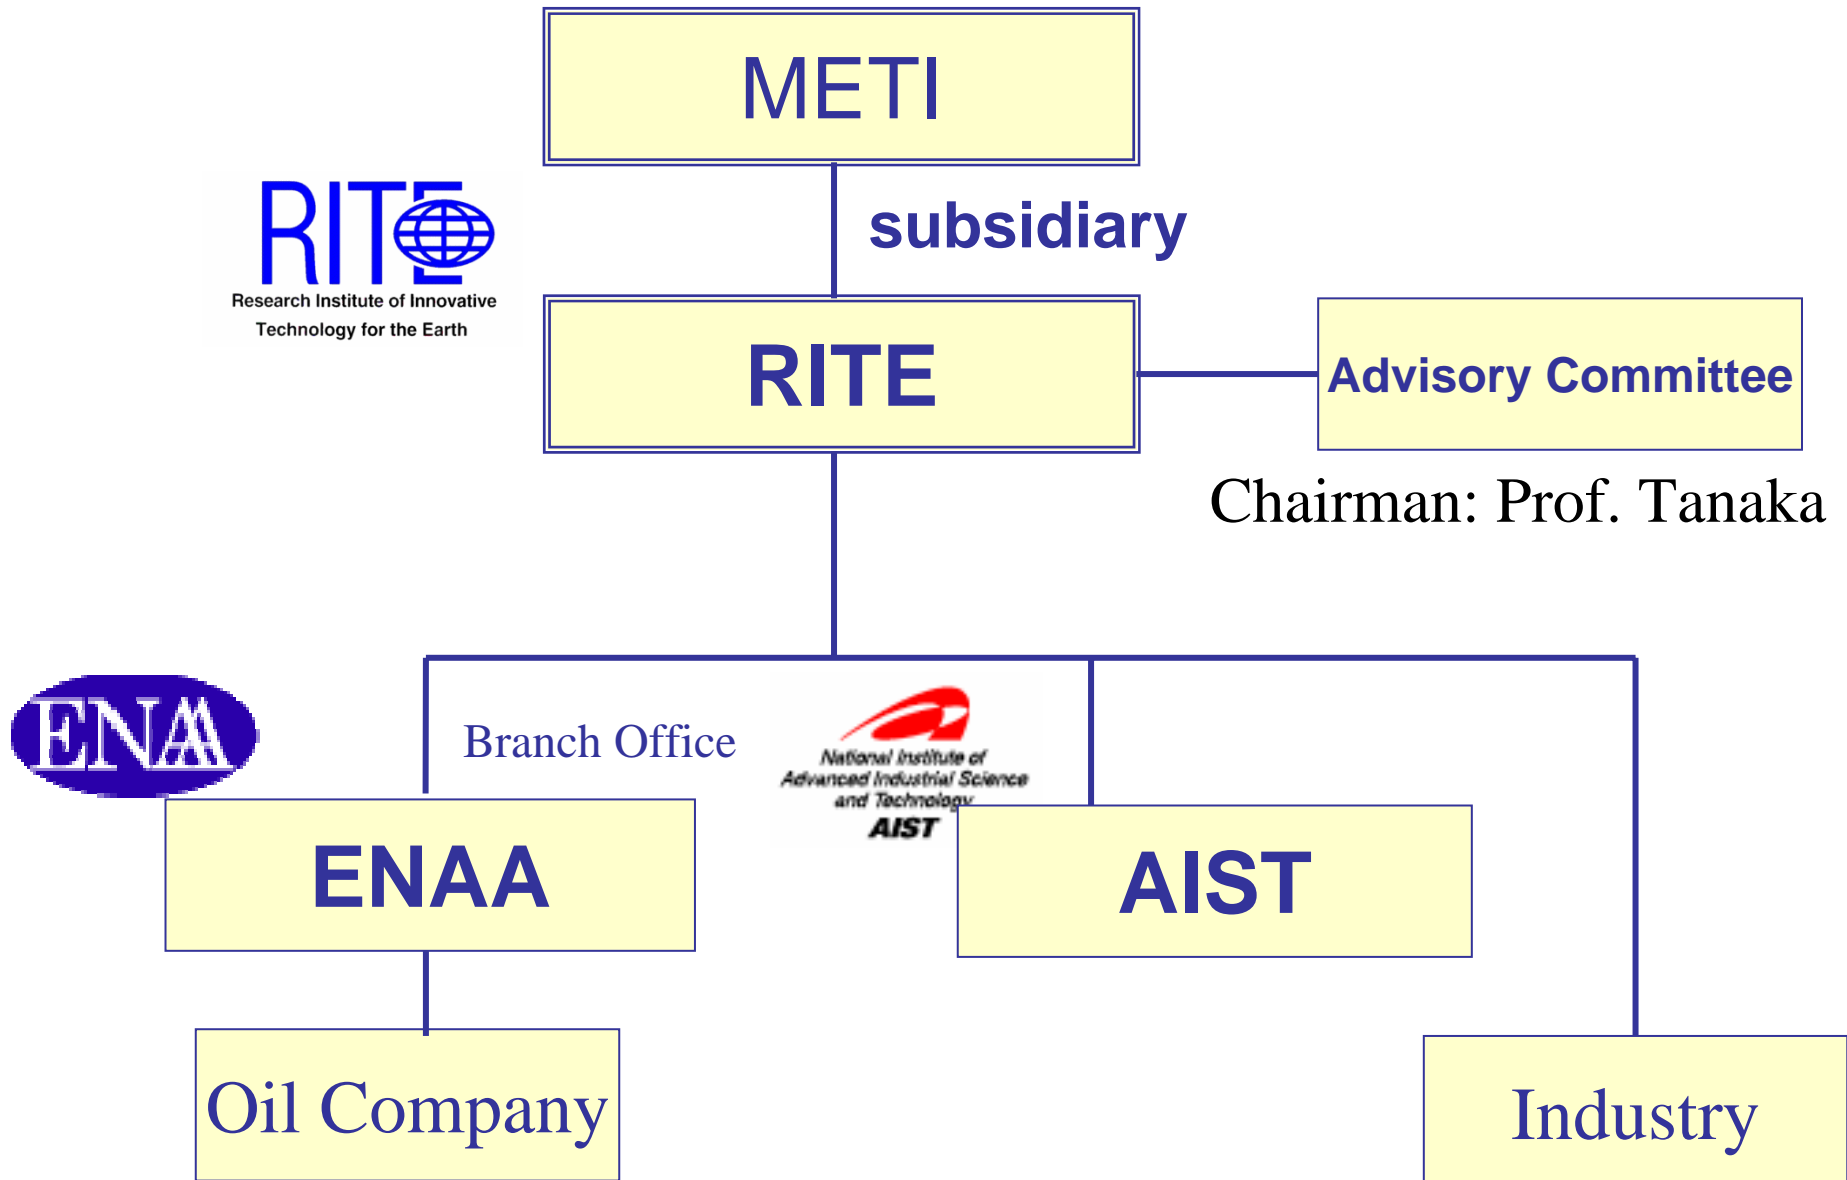 METI
RITE
Research Institute of Innovative
Technology for the Earth
subsidiary
RITE
Advisory Committee
Chairman: Prof. Tanaka
ENAA
Branch Office
National Institute of
Advanced Industrial Science
and Technology
AIST
ENAA
AIST
Oil Company
Industry